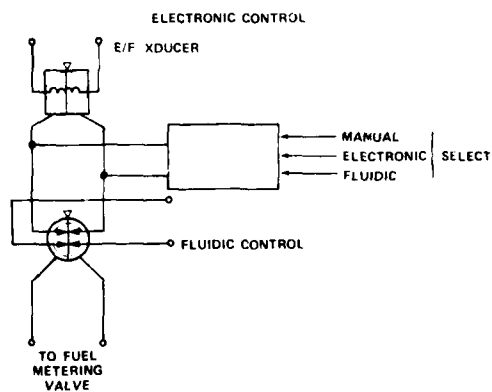 ELECTRONIC CONTROL
E/F XDUCER
MANUAL
ELECTRONIC
SELECT
FLUIDIC
FLUIDIC CONTROL
TO FUEL
METERING
VALVE